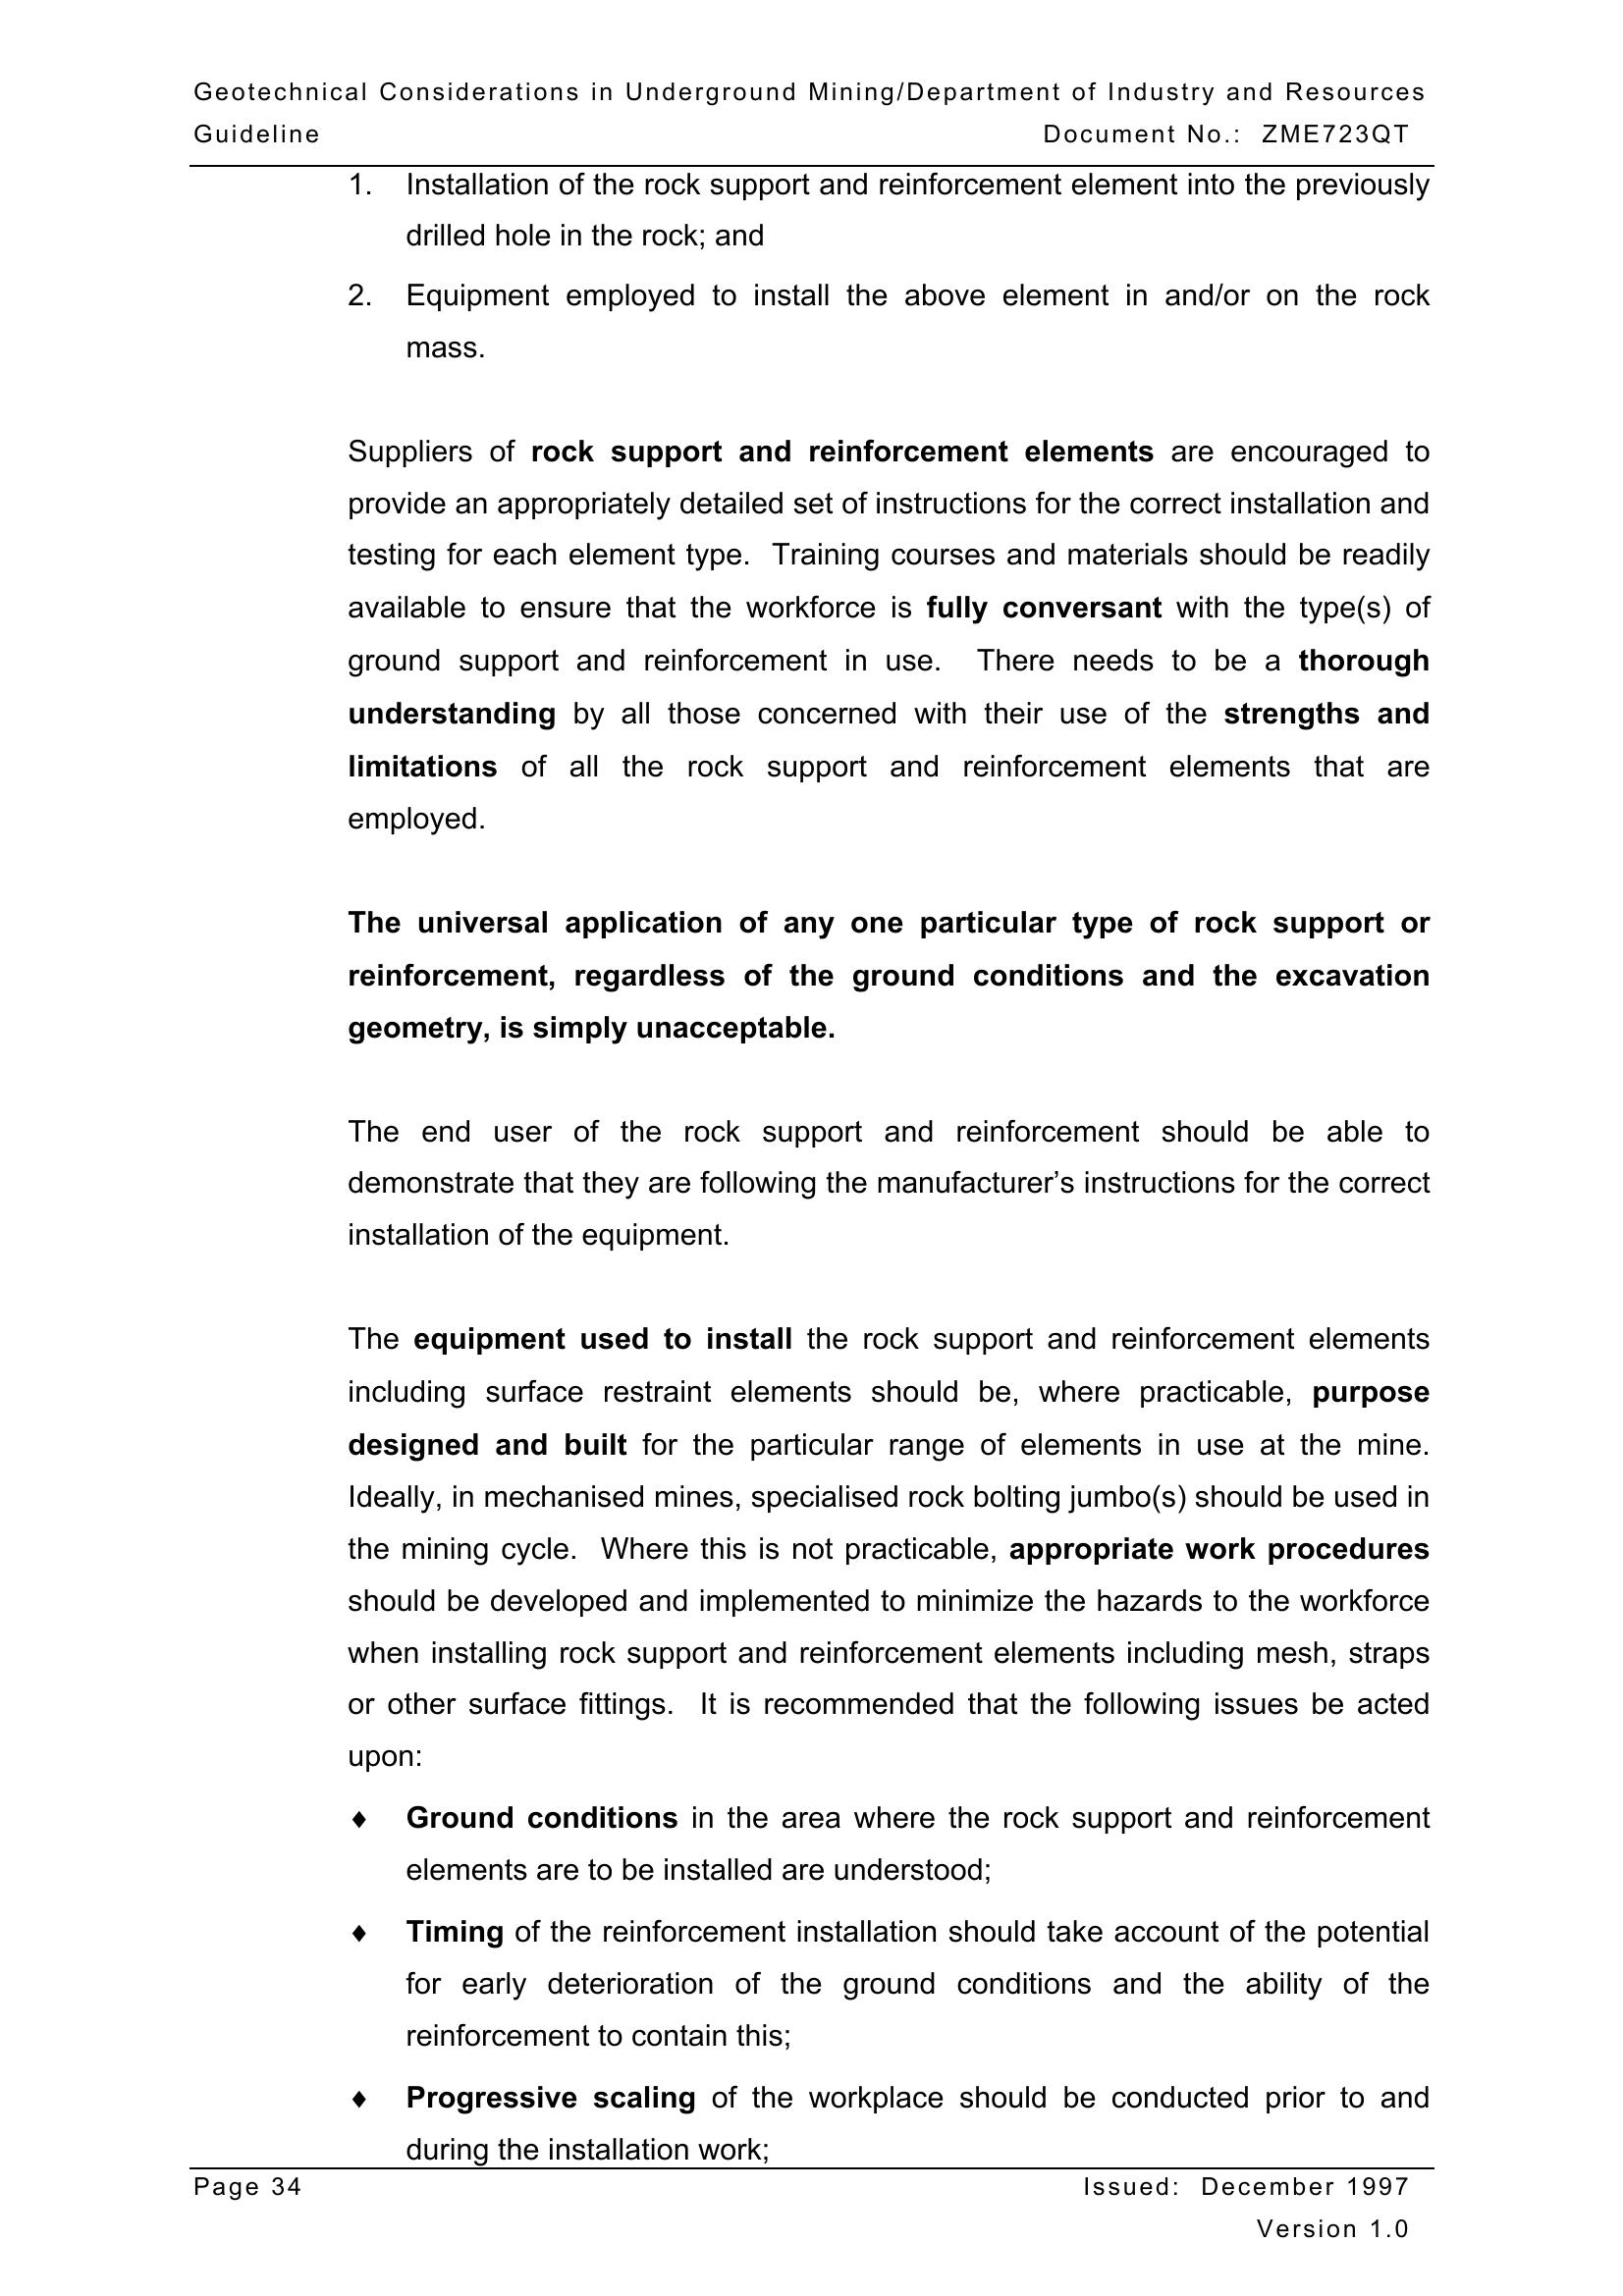 Geotechnical Considerations in Underground Mining/Department of Industry and Resources
Guideline Document No.: ZME723QT
1. Installation of the rock support and reinforcement element into the previously
drilled hole in the rock; and
2. Equipment employed to install the above element in and/or on the rock
mass.
Suppliers of rock support and reinforcement elements are encouraged to
provide an appropriately detailed set of instructions for the correct installation and
testing for each element type. Training courses and materials should be readily
available to ensure that the workforce is fully conversant with the type(s) of
ground support and reinforcement in use. There needs to be a thorough
understanding by all those concerned with their use of the strengths and
limitations of all the rock support and reinforcement elements that are
employed.
The universal application of any one particular type of rock support or
reinforcement, regardless of the ground conditions and the excavation
geometry, is simply unacceptable.
The end user of the rock support and reinforcement should be able to
demonstrate that they are following the manufacturer’s instructions for the correct
installation of the equipment.
The equipment used to install the rock support and reinforcement elements
including surface restraint elements should be, where practicable, purpose
designed and built for the particular range of elements in use at the mine.
Ideally, in mechanised mines, specialised rock bolting jumbo(s) should be used in
the mining cycle. Where this is not practicable, appropriate work procedures
should be developed and implemented to minimize the hazards to the workforce
when installing rock support and reinforcement elements including mesh, straps
or other surface fittings. It is recommended that the following issues be acted
upon:
♦ Ground conditions in the area where the rock support and reinforcement
elements are to be installed are understood;
♦ Timing of the reinforcement installation should take account of the potential
for early deterioration of the ground conditions and the ability of the
reinforcement to contain this;
♦ Progressive scaling of the workplace should be conducted prior to and
during the installation work;
Page 34 Issued: December 1997
Version 1.0